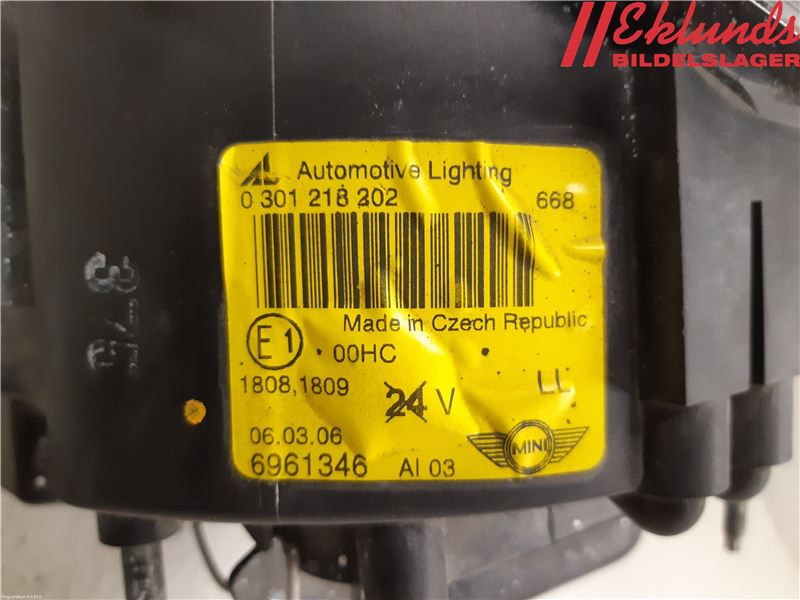 Eklunds
BILDELSLAGER
AL Automotive Lighting
0 301 218 202 668
Made in Czech Republic
E1 00HC
1808,1809 24 V LL
06.03.06
MINI
6961346 AI 03